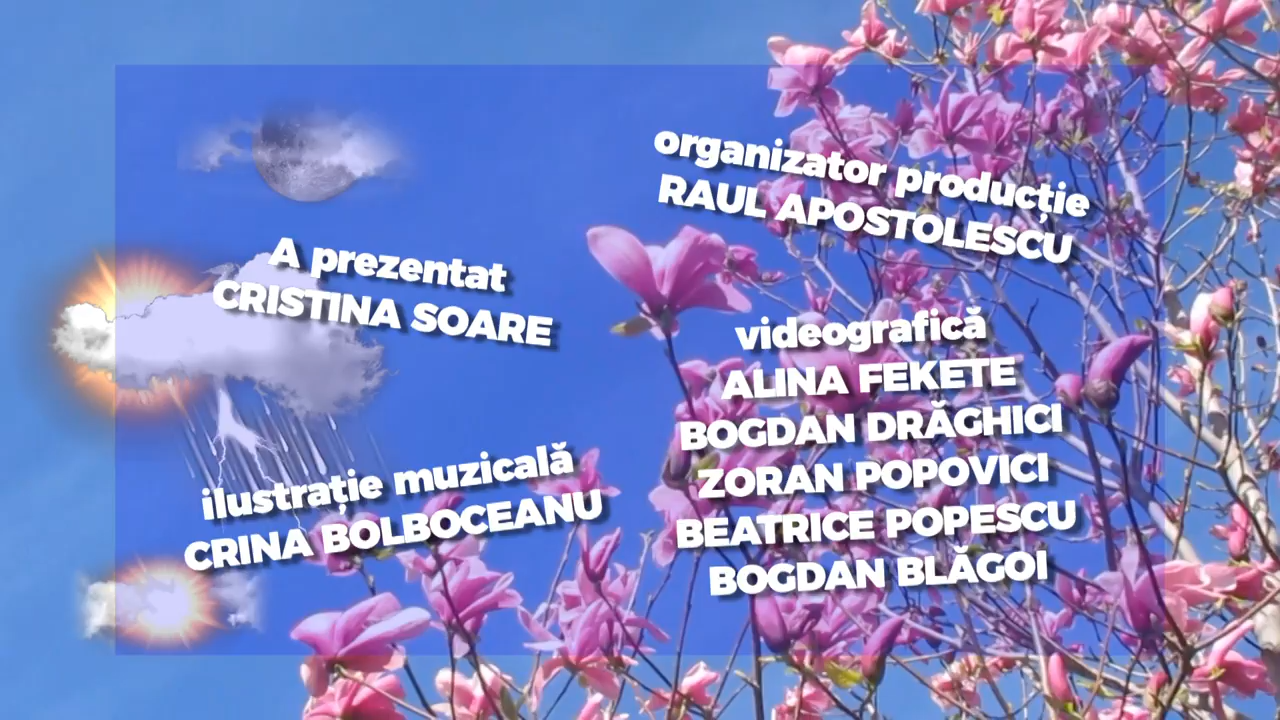 A prezentat
CRISTINA SOARE
ilustrație muzicală
CRINA BOLBOCEANU
organizator producție
RAUL APOSTOLESCU
videografică
ALINA FEKETE
BOGDAN DRĂGHICI
ZORAN POPOVICI
BEATRICE POPESCU
BOGDAN BLĂGOI